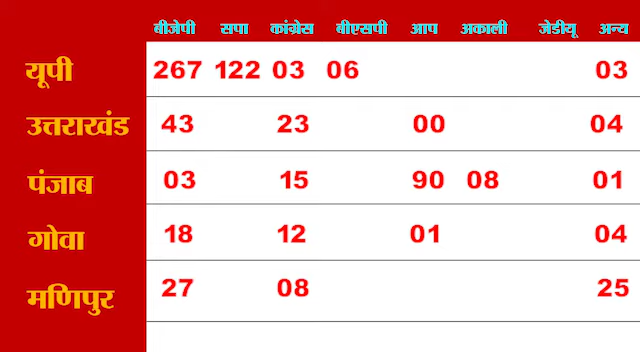 बीजेपी सपा कांग्रेस बीएसपी आप अकाली जेडीयू अन्य
यूपी 267 122 03 06 03
उत्तराखंड 43 23 00 04
पंजाब 03 15 90 08 01
गोवा 18 12 01 04
मणिपुर 27 08 25